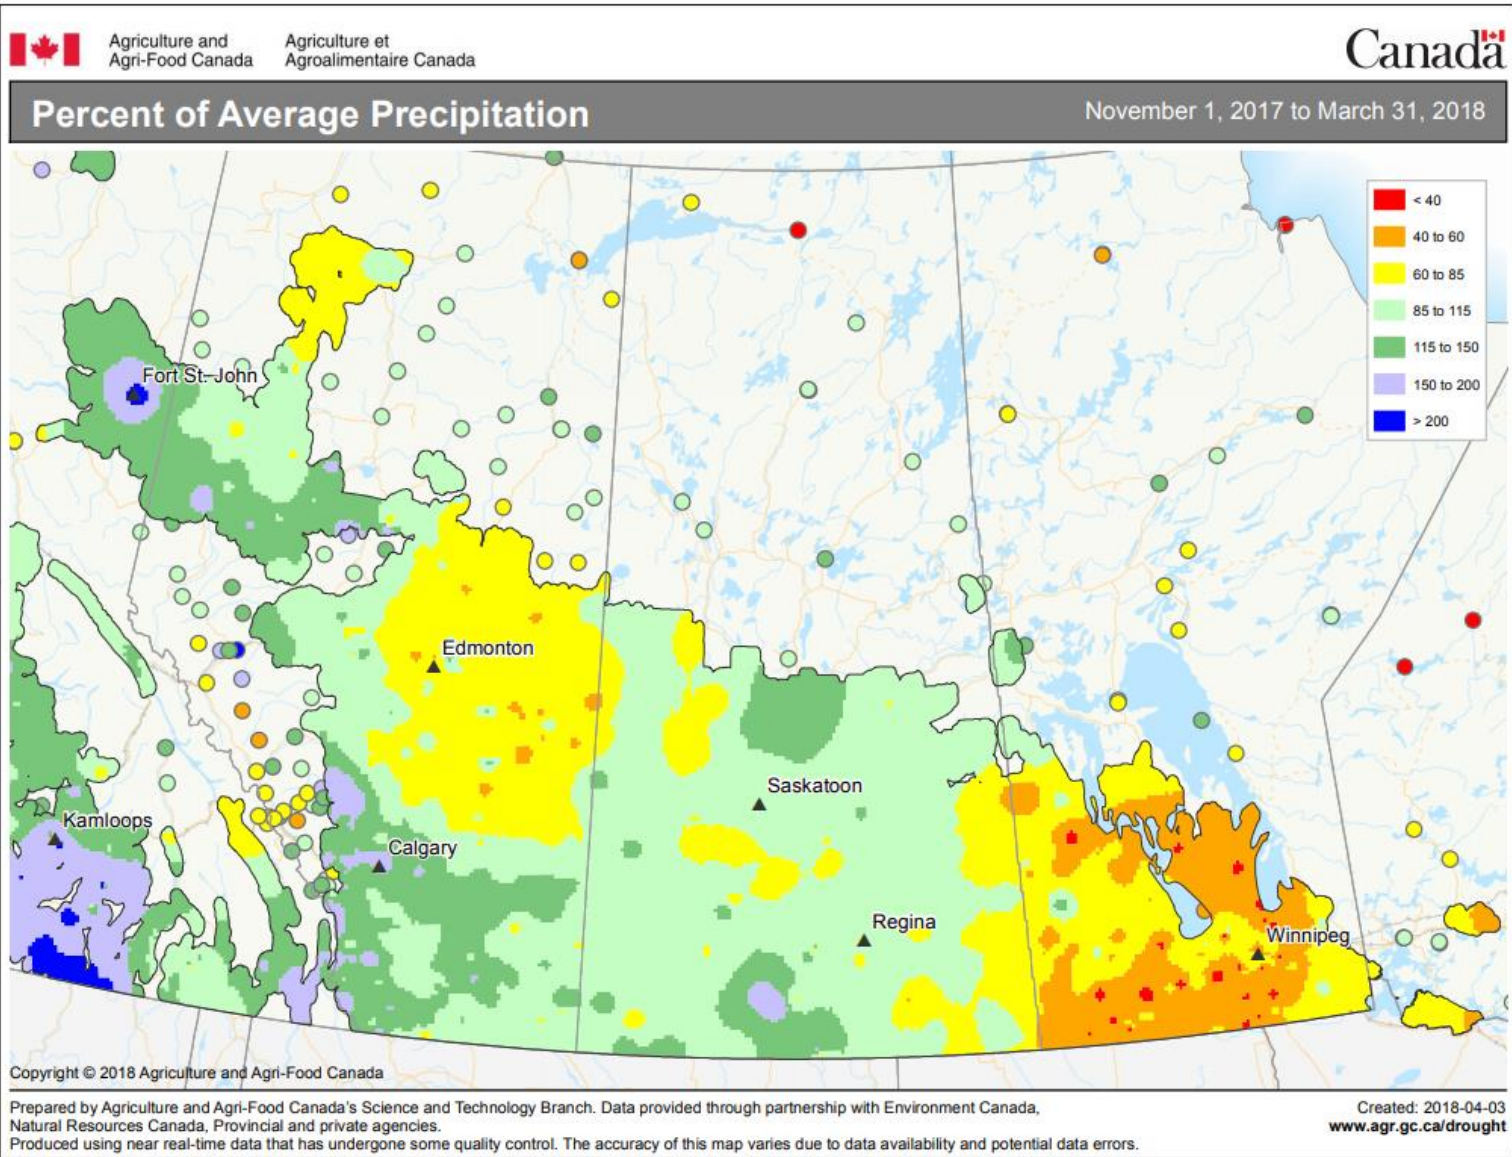 Agriculture and
Agri-Food Canada
Agriculture et
Agroalimentaire Canada
Canada
Percent of Average Precipitation
November 1, 2017 to March 31, 2018
< 40
40 to 60
60 to 85
85 to 115
115 to 150
150 to 200
> 200
Fort St. John
Edmonton
Saskatoon
Kamloops
Calgary
Regina
Winnipeg
Copyright © 2018 Agriculture and Agri-Food Canada
Prepared by Agriculture and Agri-Food Canada's Science and Technology Branch. Data provided through partnership with Environment Canada,
Natural Resources Canada, Provincial and private agencies.
Produced using near real-time data that has undergone some quality control. The accuracy of this map varies due to data availability and potential data errors.
Created: 2018-04-03
www.agr.gc.ca/drought